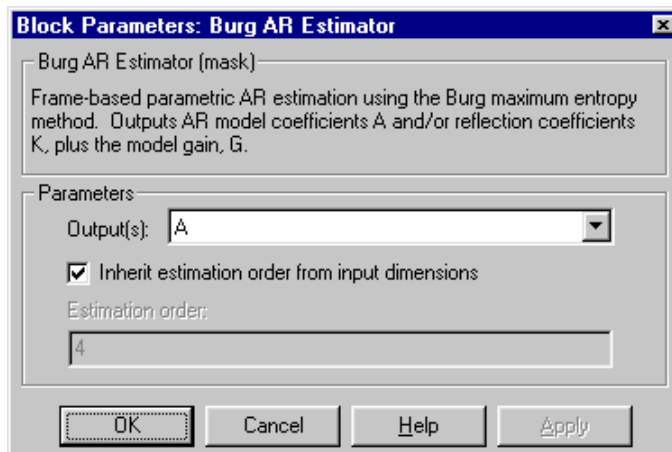 Block Parameters: Burg AR Estimator
Burg AR Estimator (mask)
Frame-based parametric AR estimation using the Burg maximum entropy
method.  Outputs AR model coefficients A and/or reflection coefficients
K, plus the model gain, G.
Parameters
Output(s): A
Inherit estimation order from input dimensions
Estimation order:
4
OK Cancel Help Apply